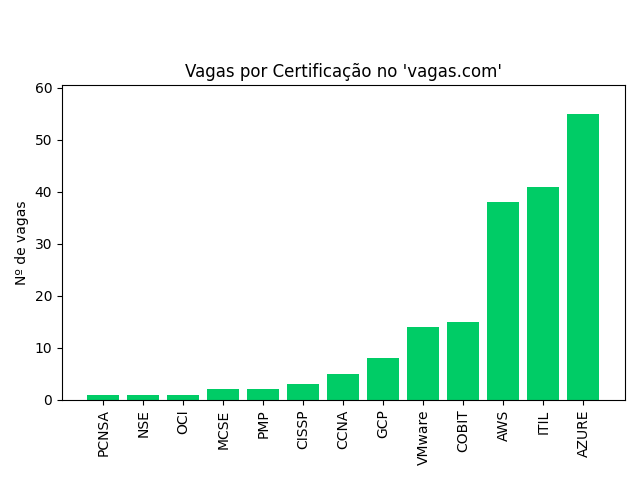 Vagas por Certificação no 'vagas.com'
60
50
40
30
20
10
0
Nº de vagas
PCNSA
NSE
OCI
MCSE
PMP
CISSP
CCNA
GCP
VMware
COBIT
AWS
ITIL
AZURE